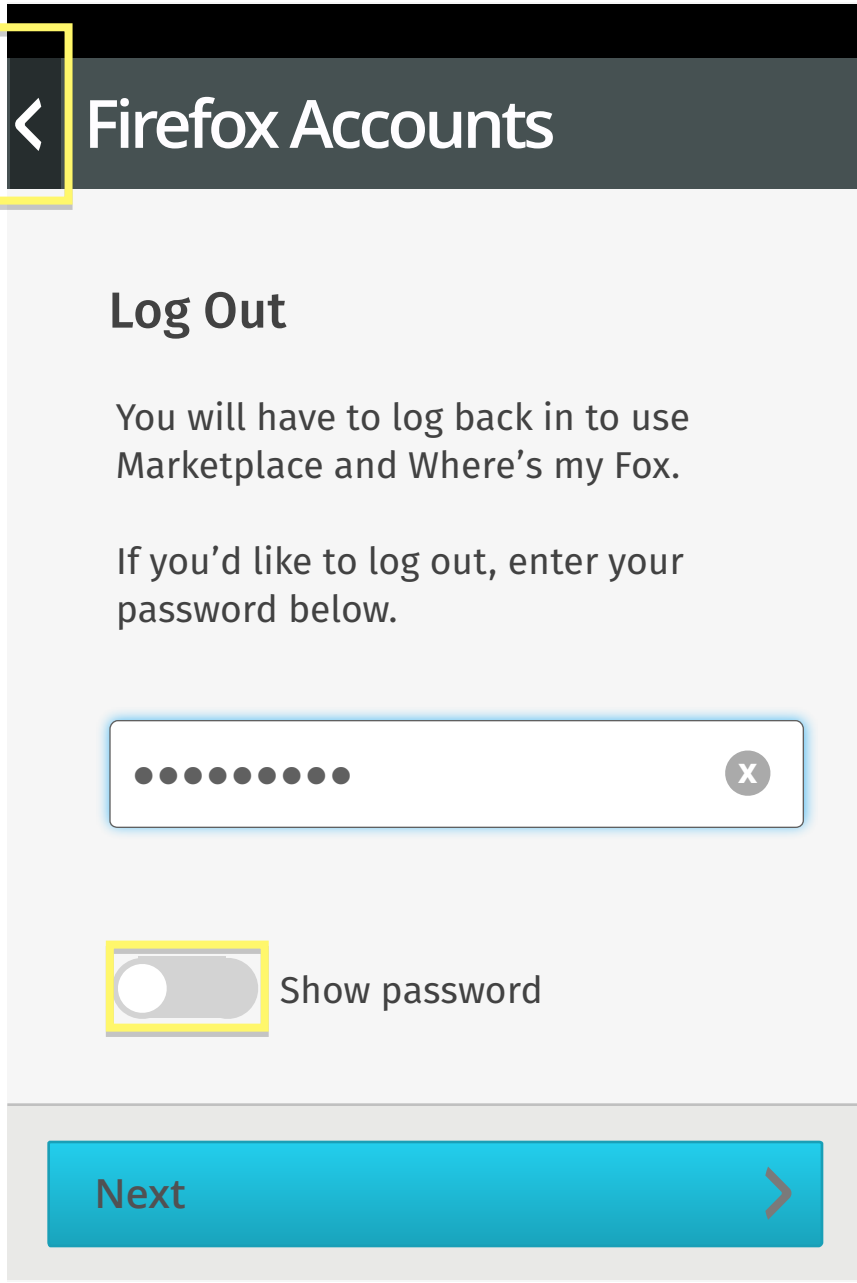 Firefox Accounts
Log Out
You will have to log back in to use
Marketplace and Where’s my Fox.
If you’d like to log out, enter your
password below.
●●●●●●●●●
x
Show password
Next